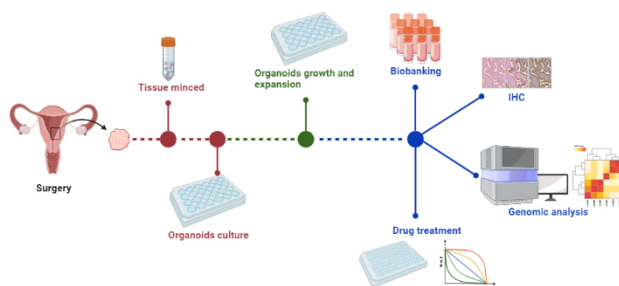 Surgery
Tissue minced
Organoids culture
Organoids growth and
expansion
Biobanking
IHC
Genomic analysis
Drug treatment